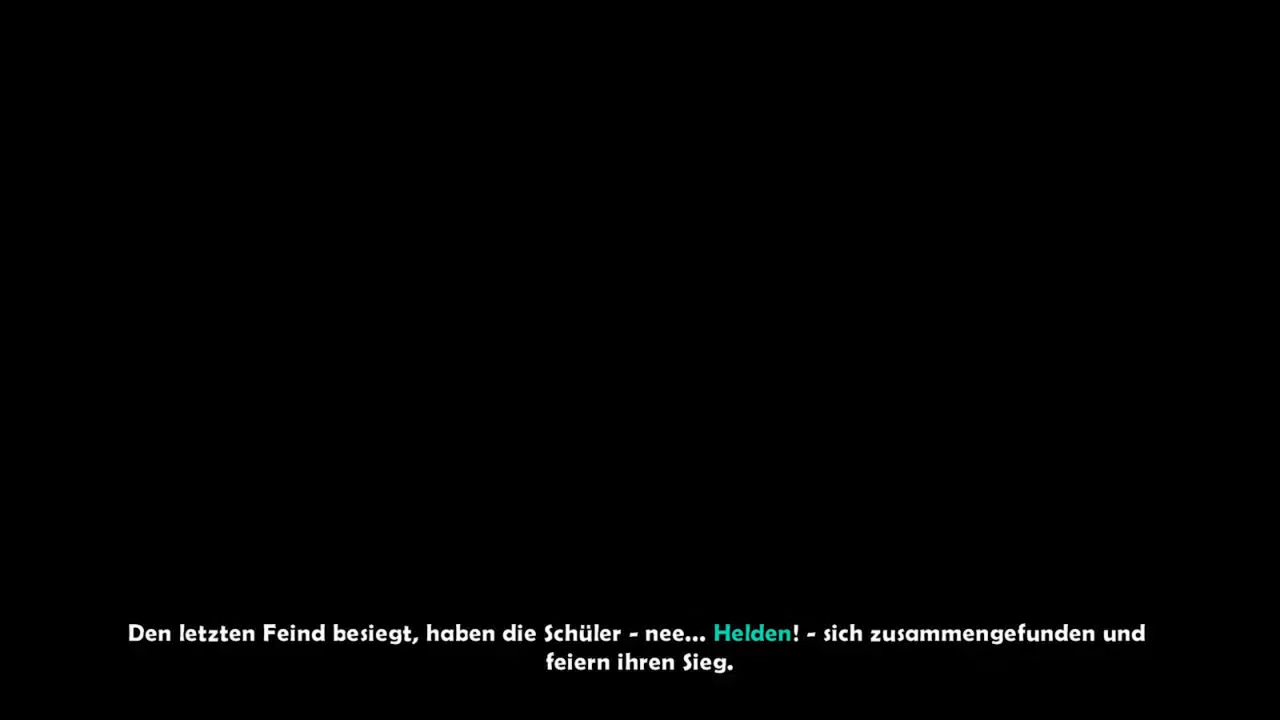 Den letzten Feind besiegt, haben die Schüler - nee... Helden! - sich zusammengefunden und
feiern ihren Sieg.